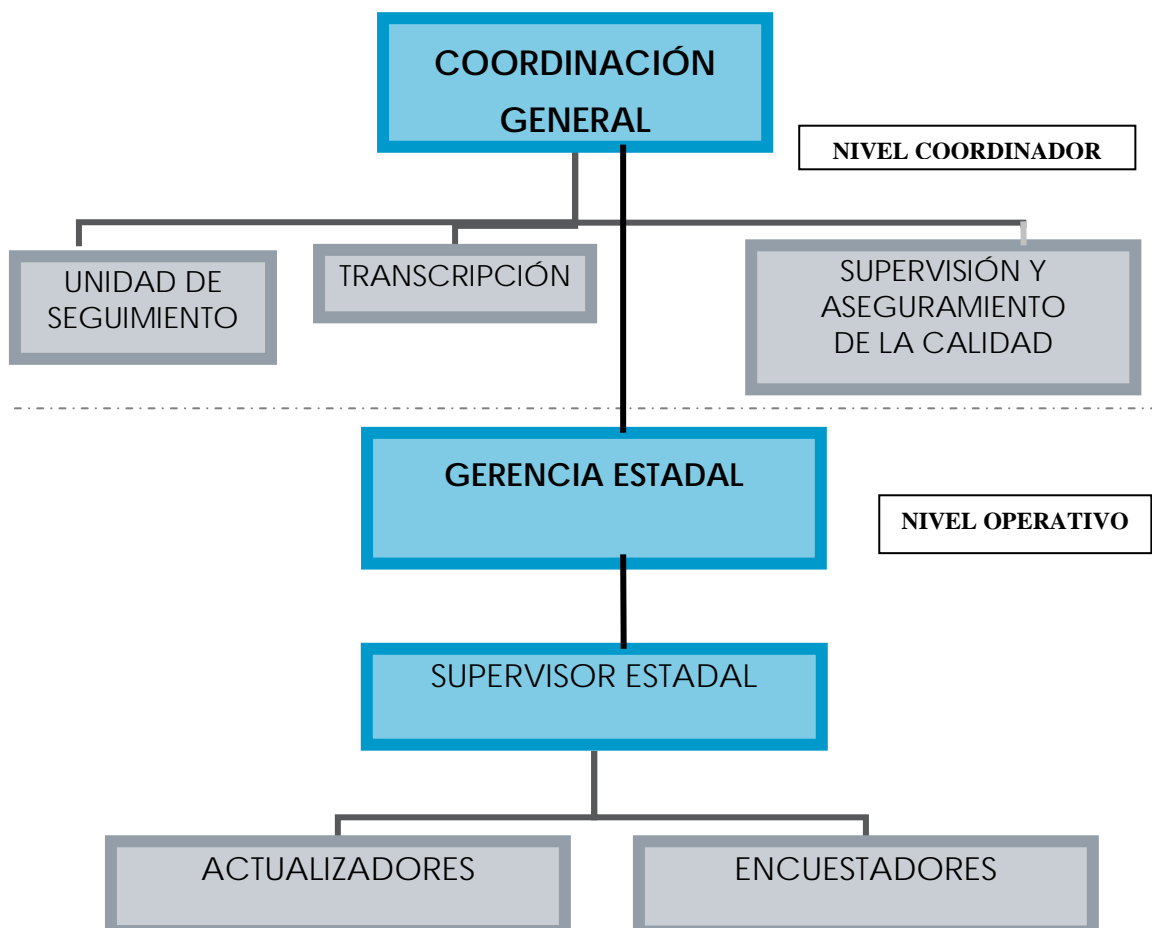 COORDINACIÓN
GENERAL
NIVEL COORDINADOR
UNIDAD DE
SEGUIMIENTO
TRANSCRIPCIÓN
SUPERVISIÓN Y
ASEGURAMIENTO
DE LA CALIDAD
GERENCIA ESTADAL
NIVEL OPERATIVO
SUPERVISOR ESTADAL
ACTUALIZADORES
ENCUESTADORES